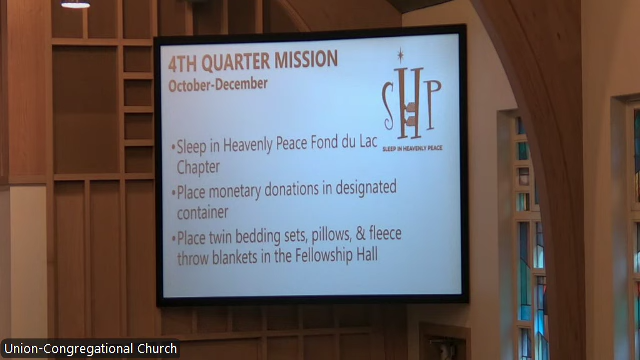 4TH QUARTER MISSION
October-December
SHP
SLEEP IN HEAVENLY PEACE
•Sleep in Heavenly Peace Fond du Lac
Chapter
•Place monetary donations in designated
container
•Place twin bedding sets, pillows, & fleece
throw blankets in the Fellowship Hall
Union-Congregational Church